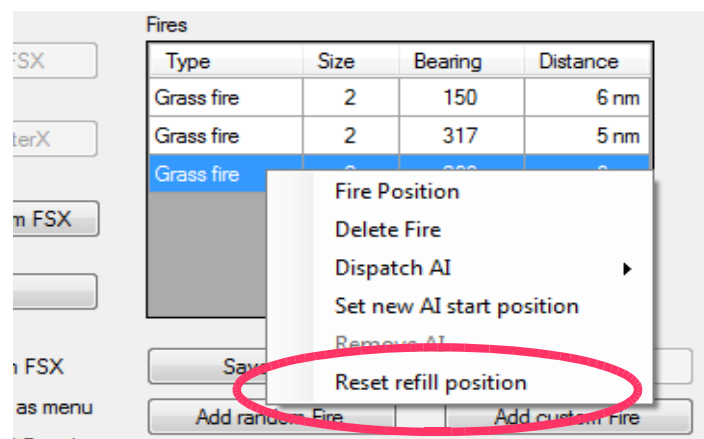 Fires
FSX
Type Size Bearing Distance
Grass fire 2 150 6 nm
terX
Grass fire 2 317 5 nm
Grass fire
Fire Position
m FSX
Delete Fire
Dispatch AI
Set new AI start position
Remove AI
FSX
Save
Reset refill position
as menu
Add random Fire Add custom Fire